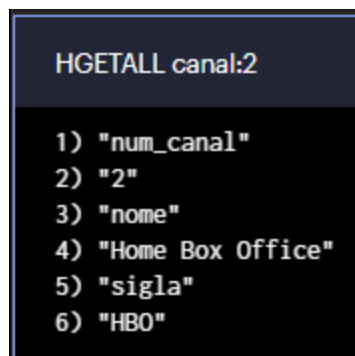 HGETALL canal:2
1) "num_canal"
2) "2"
3) "nome"
4) "Home Box Office"
5) "sigla"
6) "HBO"